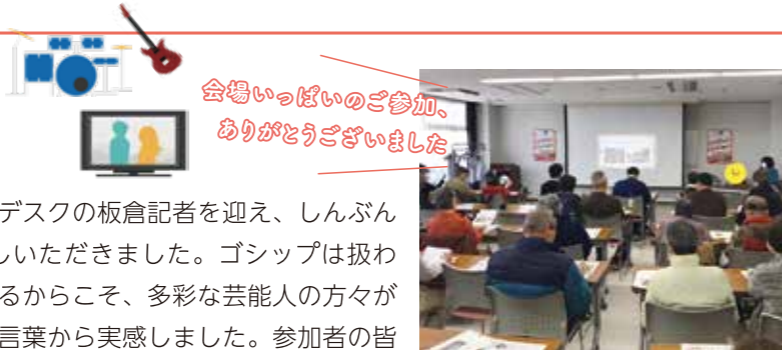 会場いっぱいのご参加、
ありがとうございました
デスクの板倉記者を迎え、しんぶん
しいただきました。ゴシップは扱わ
るからこそ、多彩な芸能人の方々が
言葉から実感しました。参加者の皆